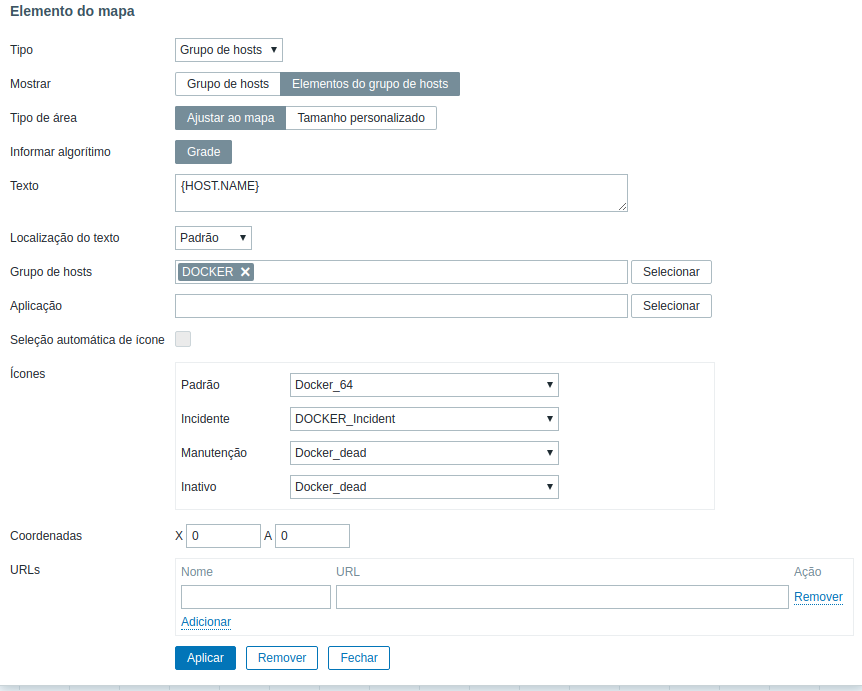 Elemento do mapa
Tipo Grupo de hosts
Mostrar Grupo de hosts Elementos do grupo de hosts
Tipo de área Ajustar ao mapa Tamanho personalizado
Informar algorítimo Grade
Texto {HOST.NAME}
Localização do texto Padrão
Grupo de hosts DOCKER Selecionar
Aplicação Selecionar
Seleção automática de ícone
Ícones
Padrão Docker_64
Incidente DOCKER_Incident
Manutenção Docker_dead
Inativo Docker_dead
Coordenadas X 0 A 0
URLs Nome URL Ação
Remover
Adicionar
Aplicar Remover Fechar